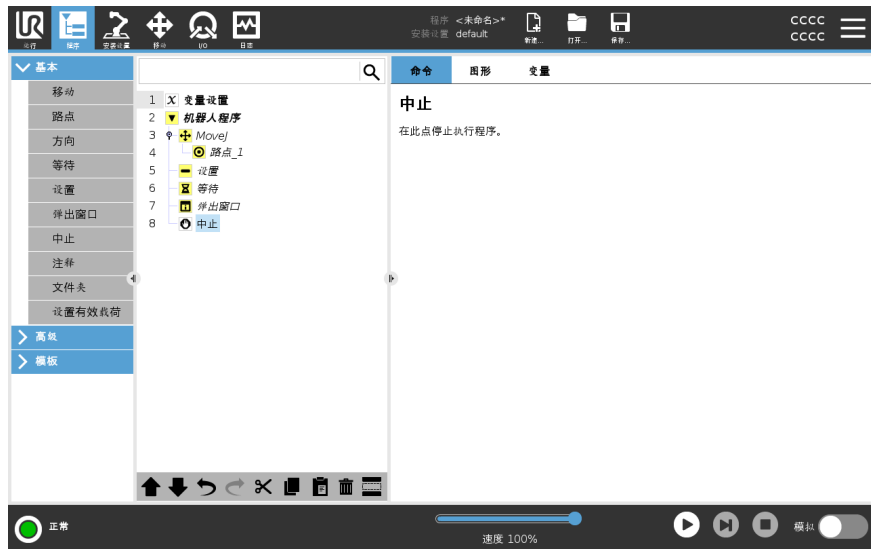 UR
程序 <未命名>*
安装设置 default
cccc
cccc
运行 程序 安装设置 移动 I/O 日志 新建... 打开... 保存...
基本
移动
路点
方向
等待
设置
弹出窗口
中止
注释
文件夹
设置有效载荷
高级
模板
1 x 变量设置
2 机器人程序
3 MoveJ
4 路点_1
5 设置
6 等待
7 弹出窗口
8 中止
命令 图形 变量
中止
在此点停止执行程序。
正常
速度 100%
模拟